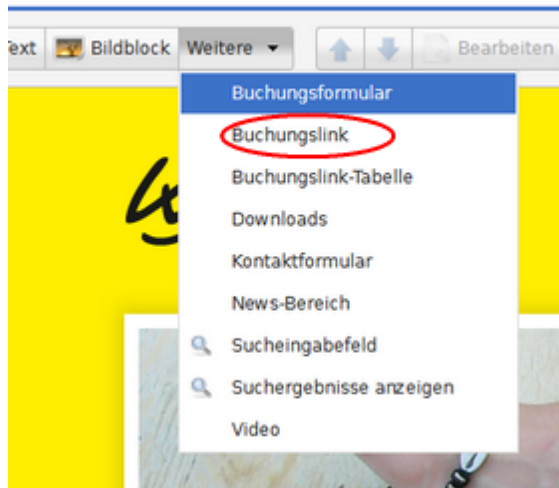 Text Bildblock Weitere Bearbeiten
Buchungsformular
Buchungslink
Buchungslink-Tabelle
Downloads
Kontaktformular
News-Bereich
Sucheingabefeld
Suchergebnisse anzeigen
Video